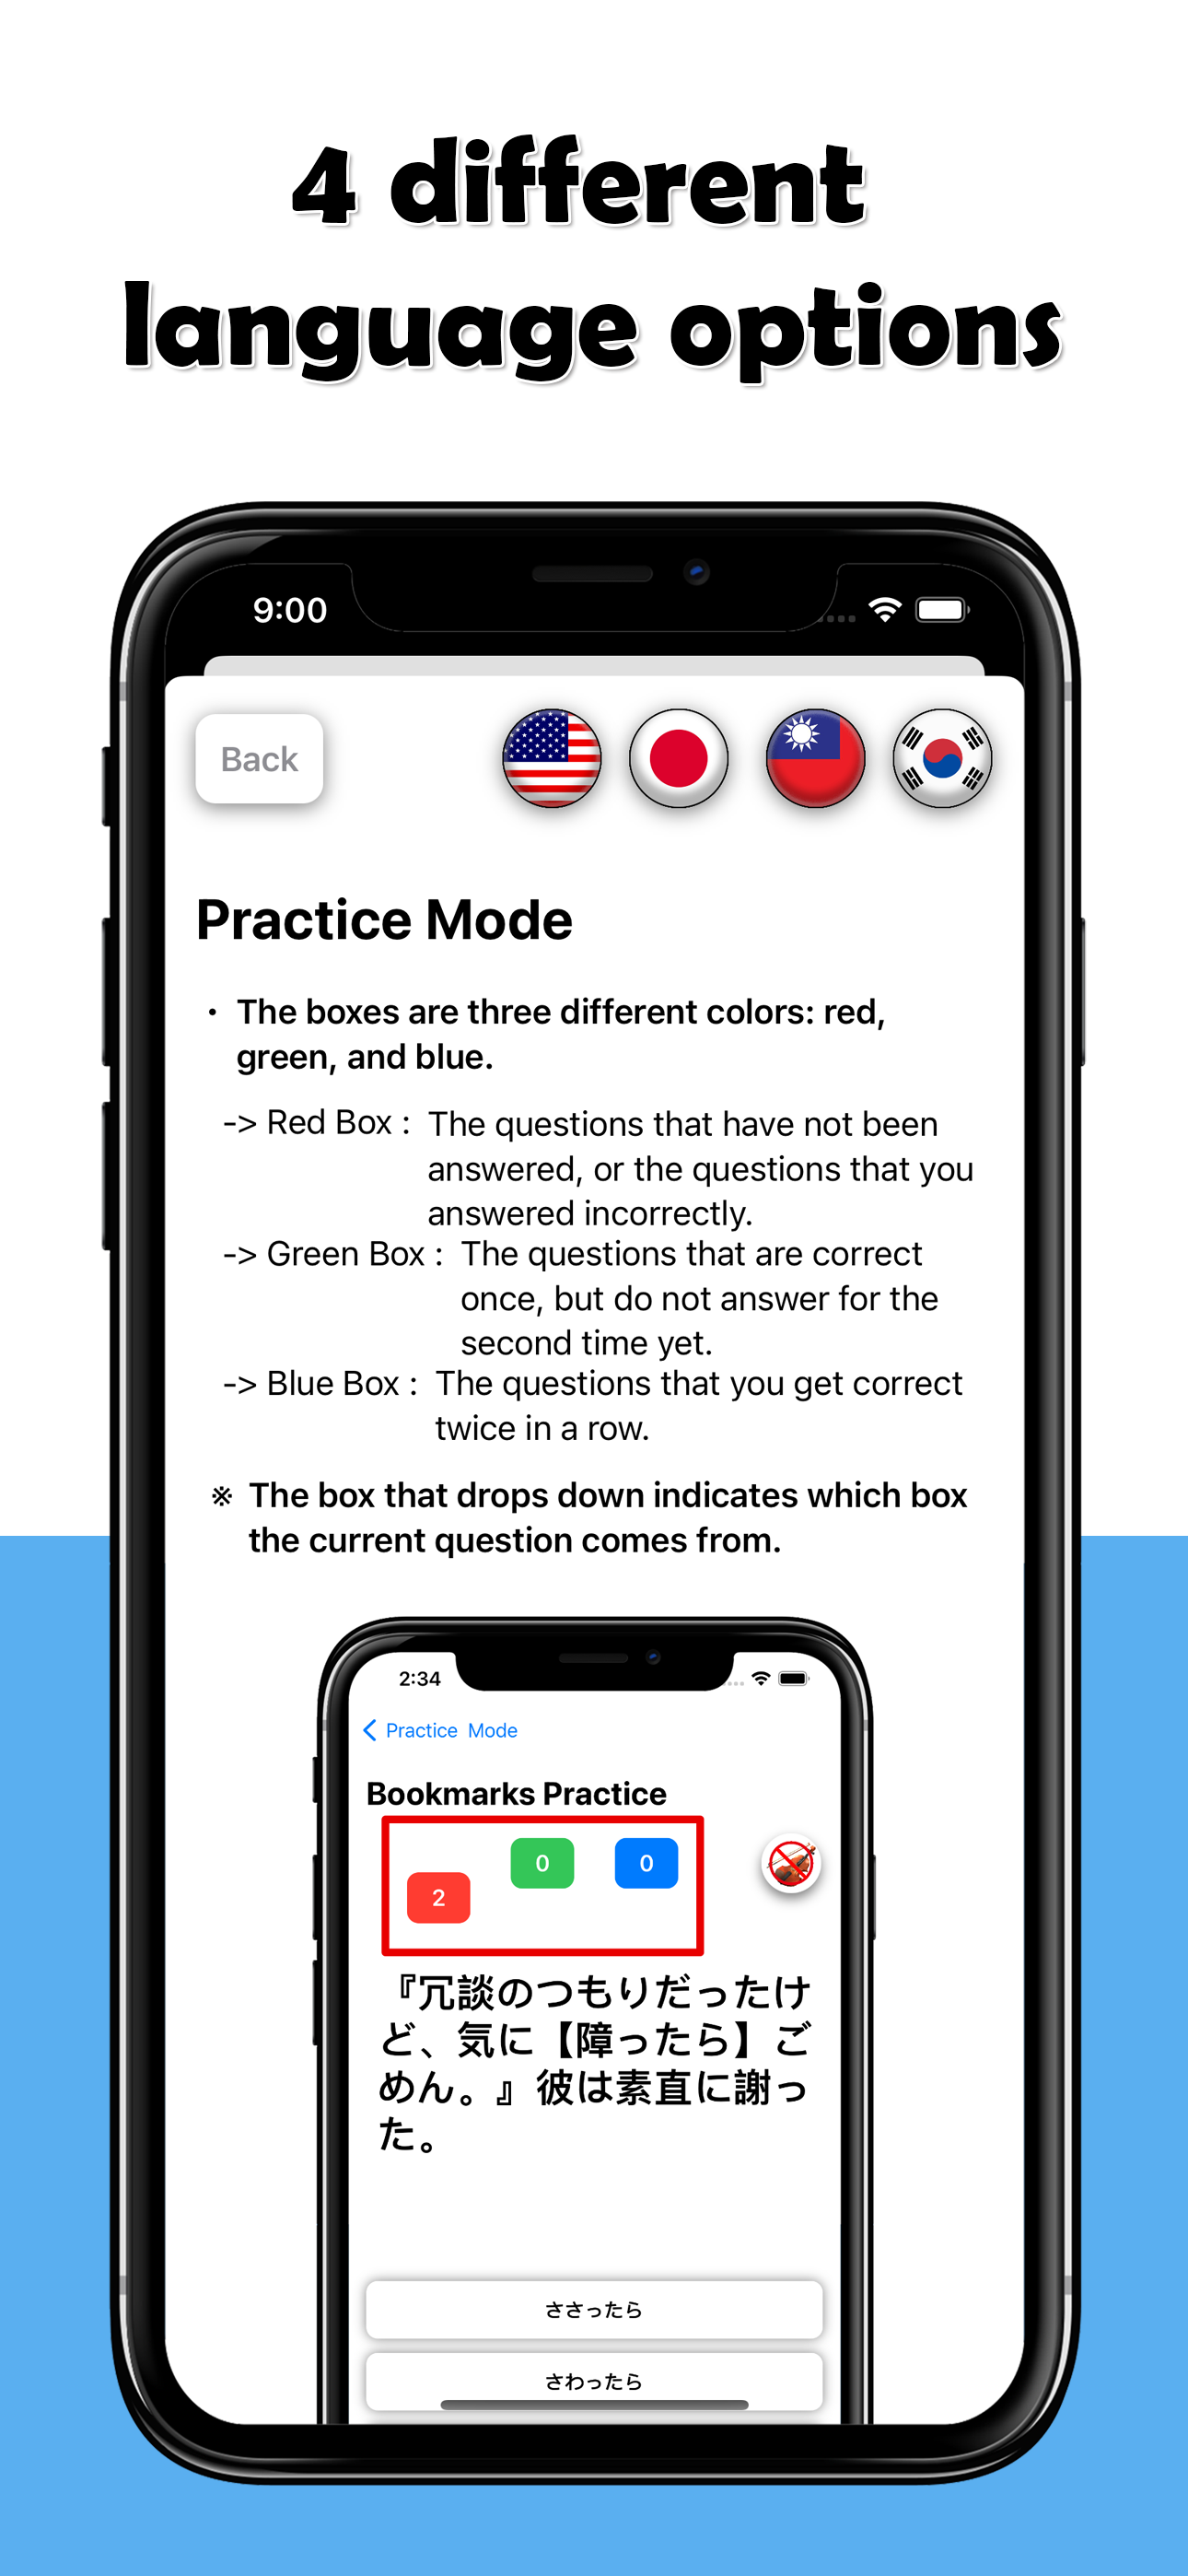 4 different
language options
9:00
Back
Practice Mode
・ The boxes are three different colors: red,
green, and blue.
-> Red Box : The questions that have not been
answered, or the questions that you
answered incorrectly.
-> Green Box : The questions that are correct
once, but do not answer for the
second time yet.
-> Blue Box : The questions that you get correct
twice in a row.
※ The box that drops down indicates which box
the current question comes from.
2:34
Practice Mode
Bookmarks Practice
2 0 0
『冗談のつもりだったけ
ど、気に【障ったら】ご
めん。』彼は素直に謝っ
た。
ささったら
さわったら